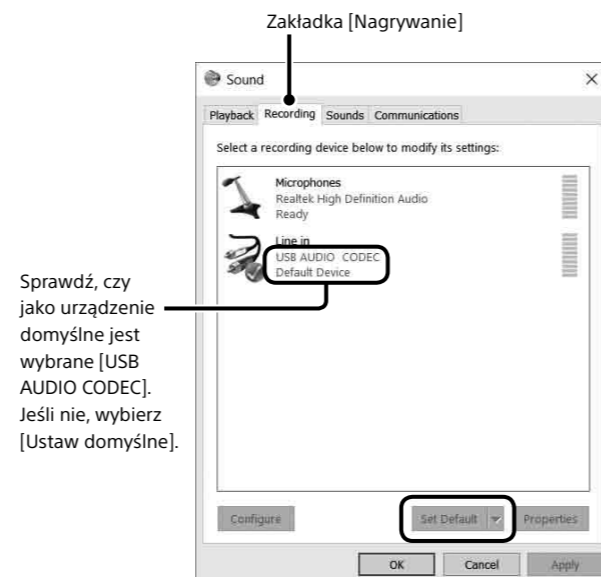 Zakładka [Nagrywanie]
Sound
Playback Recording Sounds Communications
Select a recording device below to modify its settings:
Microphones
Realtek High Definition Audio
Ready
Line in
USB AUDIO CODEC
Default Device
Sprawdź, czy
jako urządzenie
domyślne jest
wybrane [USB
AUDIO CODEC].
Jeśli nie, wybierz
[Ustaw domyślne].
Configure Set Default Properties
OK Cancel Apply